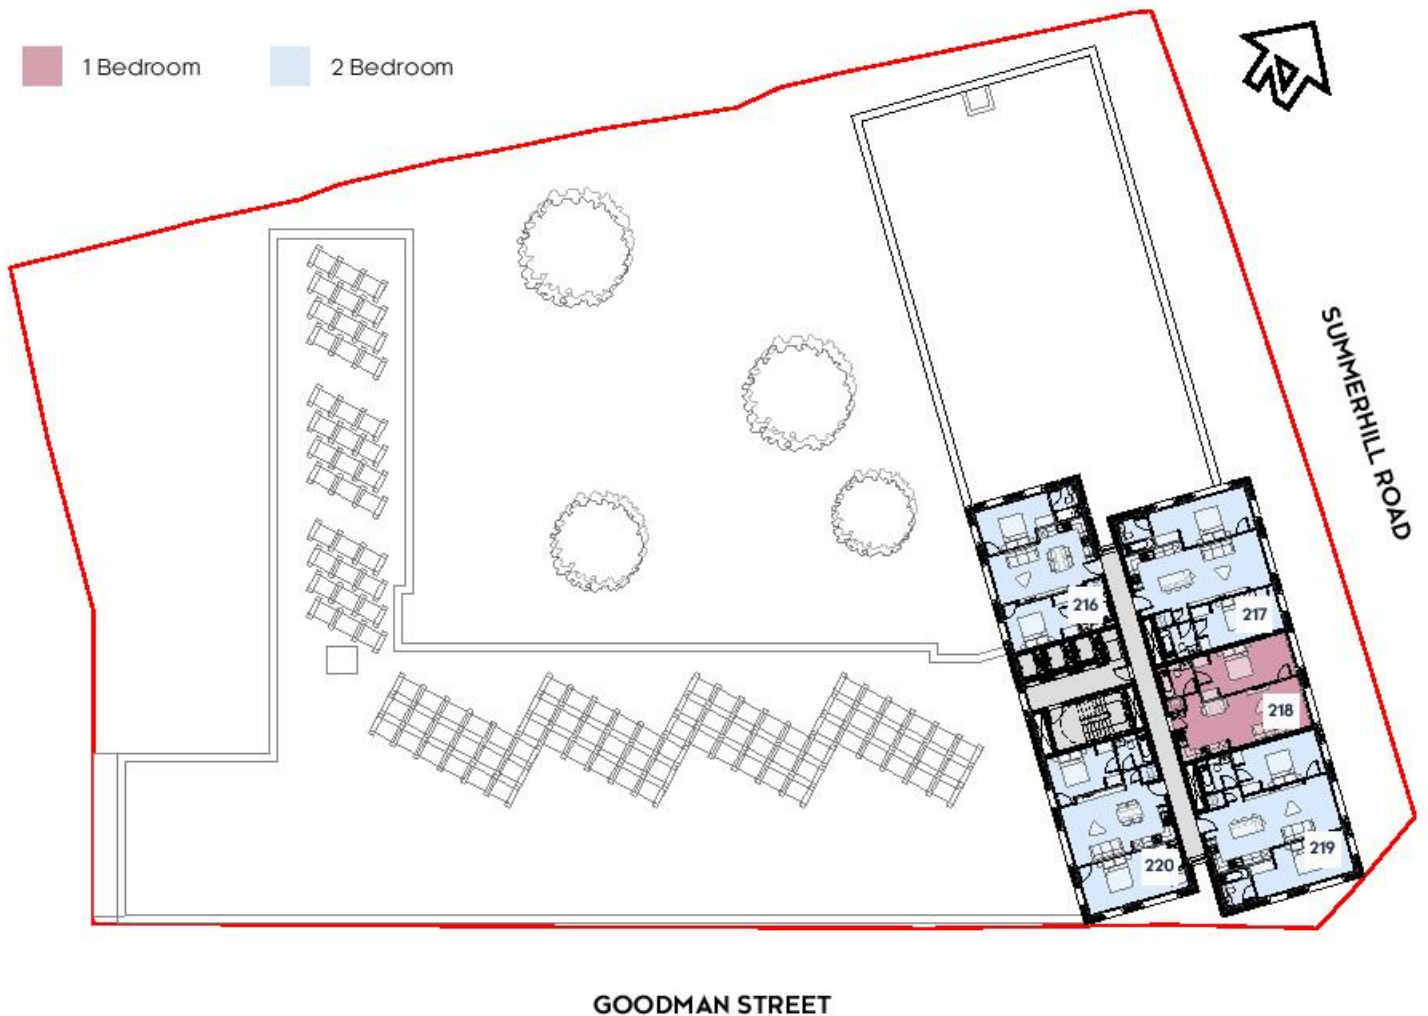 1 Bedroom
2 Bedroom
N
SUMMERHILL ROAD
216
217
218
219
220
GOODMAN STREET